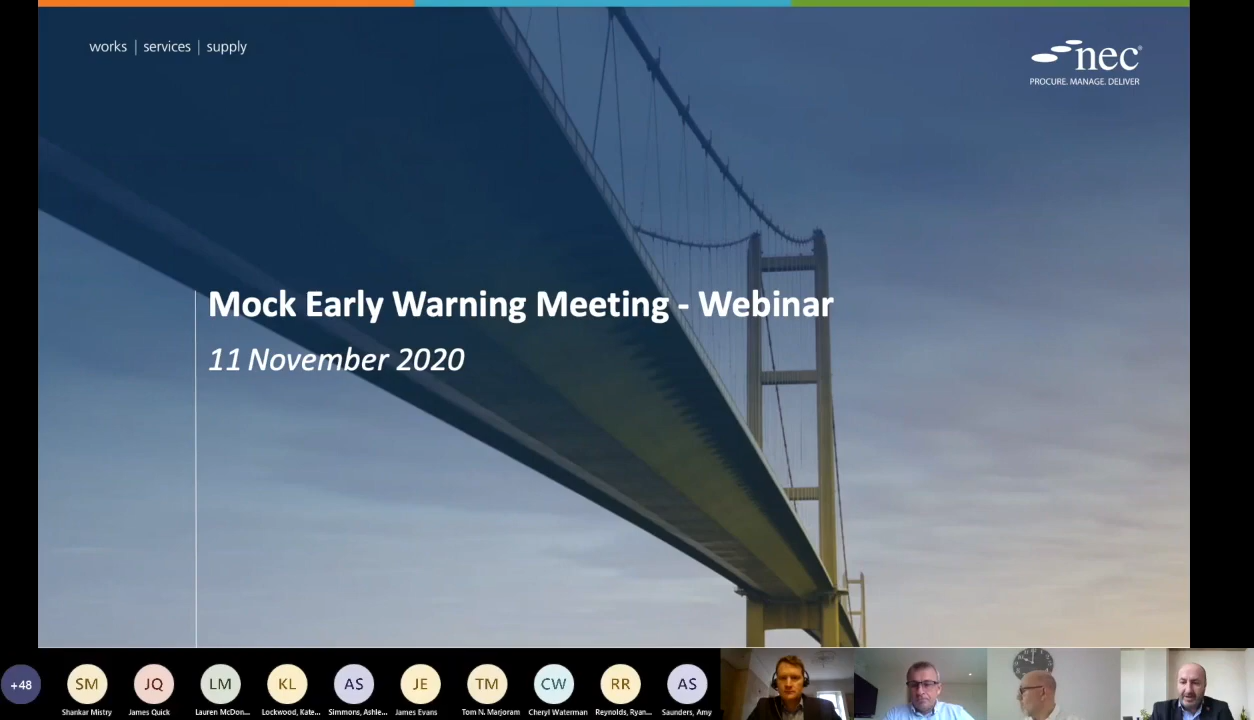 works | services | supply
nec
PROCURE. MANAGE. DELIVER
Mock Early Warning Meeting - Webinar
11 November 2020
+48
SM
JQ
LM
KL
AS
JE
TM
CW
RR
AS
Shankar Mistry
James Quick
Lauren McDon...
Lockwood, Kate...
Simmons, Ashle...
James Evans
Tom N. Marjoram
Cheryl Waterman
Reynolds, Ryan...
Saunders, Amy